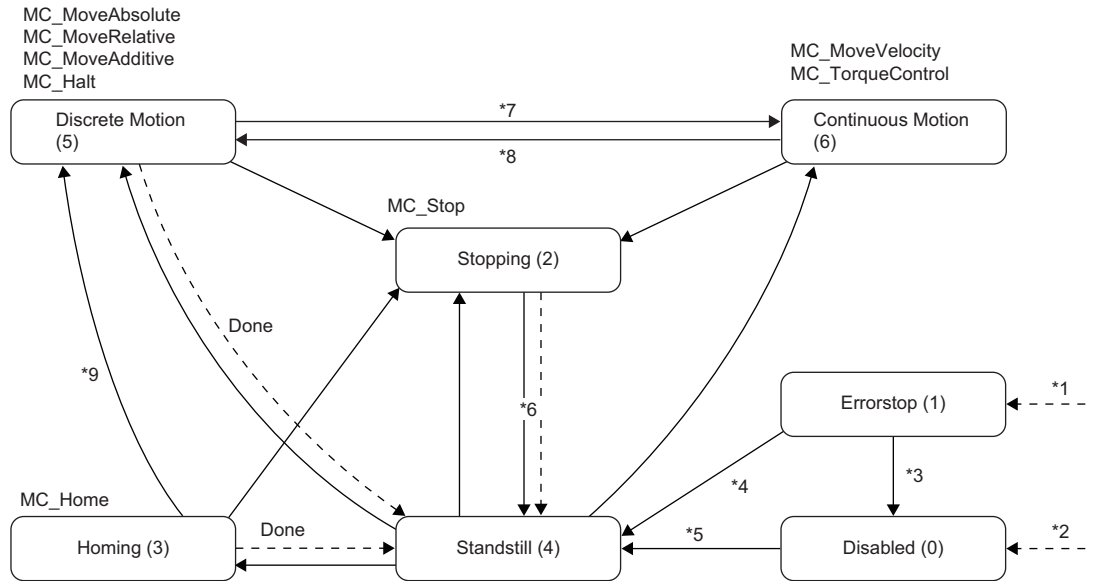 MC_MoveAbsolute
MC_MoveRelative
MC_MoveAdditive
MC_Halt
MC_MoveVelocity
MC_TorqueControl
Discrete Motion
(5)
*7
*8
Continuous Motion
(6)
MC_Stop
Stopping (2)
Done
*9
*6
Errorstop (1)
*1
*4
*3
MC_Home
Homing (3)
Done
Standstill (4)
*5
Disabled (0)
*2